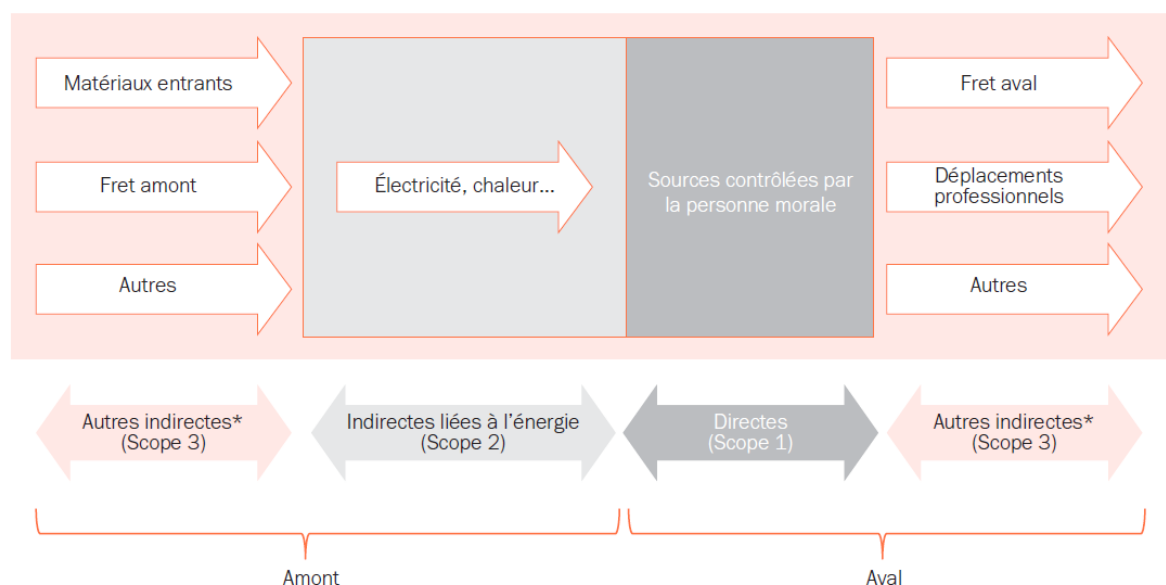 Matériaux entrants
Fret amont
Autres
Électricité, chaleur...
Sources contrôlées par
la personne morale
Fret aval
Déplacements
professionnels
Autres
Autres indirectes*
(Scope 3)
Indirectes liées à l'énergie
(Scope 2)
Directes
(Scope 1)
Autres indirectes*
(Scope 3)
Amont
Aval